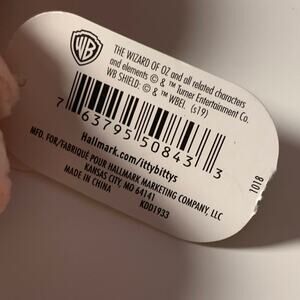 WB
THE WIZARD OF OZ and all related characters
and elements © & ™ Turner Entertainment Co.
WB SHIELD: © & ™ WBEI. (s19)
7 63795 50843 3
Hallmark.com/ittybittys
MFD. FOR/FABRIQUÉ POUR HALLMARK MARKETING COMPANY, LLC
KANSAS CITY, MO 64141
MADE IN CHINA
KDD1933
1018